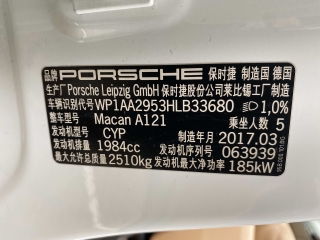 品牌 PORSCHE 保时捷 制造国 德国
生产厂 Porsche Leipzig GmbH 保时捷股份公司莱比锡工厂制造
车辆识别代号 WP1AA2953HLB33680 1,0%
车辆型号 Macan A121 乘坐人数 5
发动机型号 CYP 制造年月 2017.03
发动机排量 1984cc 发动机序列号 063939
最大允许总质量 2510kg 发动机最大净功率 185kW